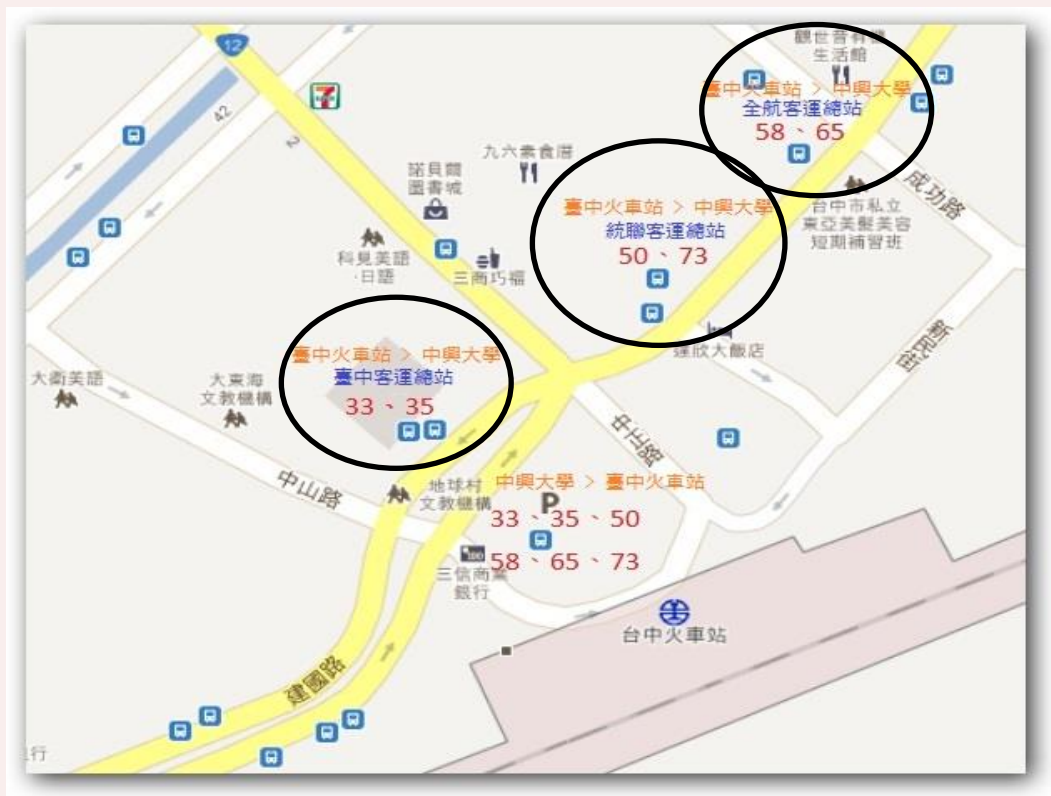 12
觀世音有機
生活館
臺中火車站 > 中興大學
全航客運總站
58、65
42
2
九六素食居
諾貝爾
圖書城
成功路
台中市私立
東亞美髮美容
短期補習班
臺中火車站 > 中興大學
統聯客運總站
50、73
科見美語
·日語
三商巧福
新民街
達欣大飯店
臺中火車站 > 中興大學
臺中客運總站
33、35
大衛美語
大東海
文教機構
中正路
中山路
地球村
文教機構
中興大學 > 臺中火車站
P
33、35、50
58、65、73
三信商業
銀行
台中火車站
建國路
行